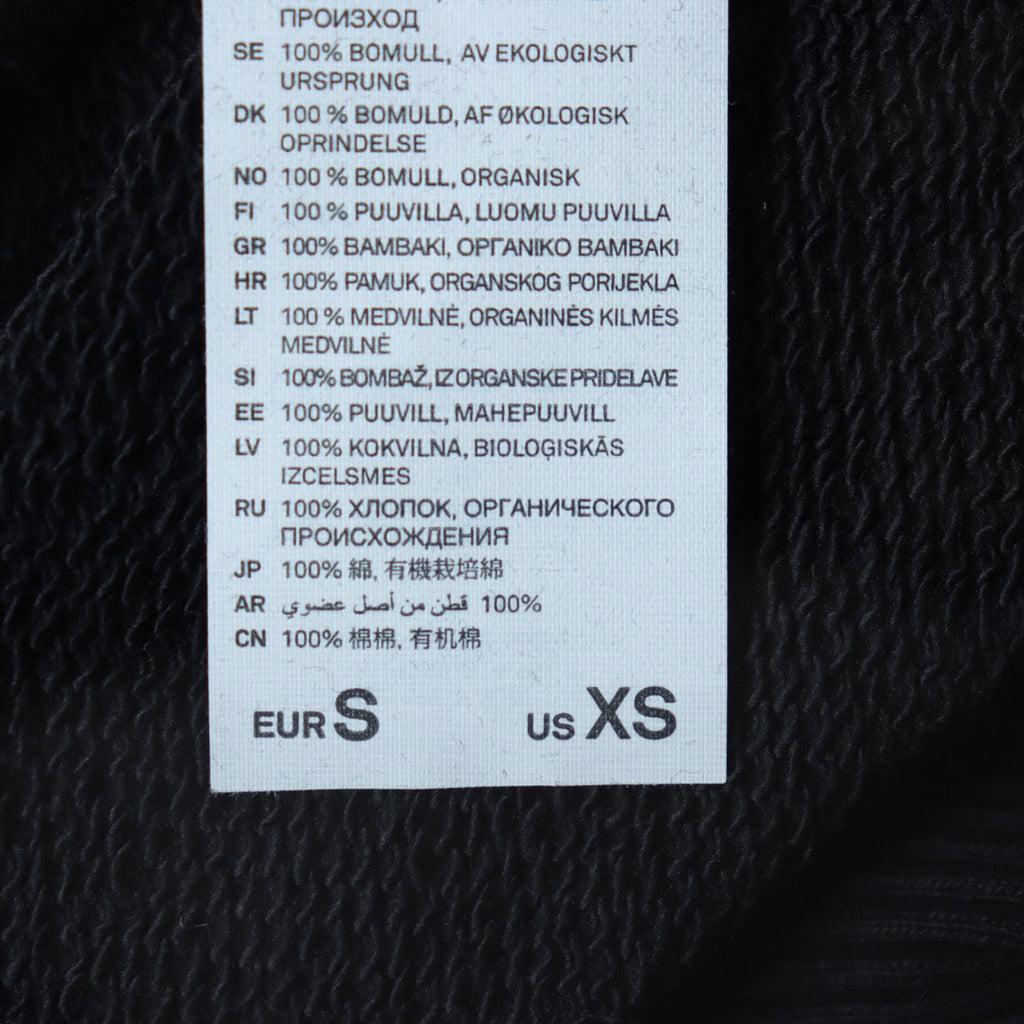 ПРОИЗХОД
SE 100% BOMULL, AV EKOLOGISKT
URSPRUNG
DK 100 % BOMULD, AF ØKOLOGISK
OPRINDELSE
NO 100 % BOMULL, ORGANISK
FI 100 % PUUVILLA, LUOMU PUUVILLA
GR 100% ΒΑΜΒΑΚΙ, ΟΡΓΑΝΙΚΟ ΒΑΜΒΑΚΙ
HR 100% PAMUK, ORGANSKOG PORIJEKLA
LT 100 % MEDVILNĖ, ORGANINĖS KILMĖS
MEDVILNĖ
SI 100% BOMBAŽ, IZ ORGANSKE PRIDELAVE
EE 100% PUUVILL, MAHEPUUVILL
LV 100% KOKVILNA, BIOLOĢISKĀS
IZCELSMES
RU 100% ХЛОПОК, ОРГАНИЧЕСКОГО
ПРОИСХОЖДЕНИЯ
JP 100% 綿, 有機栽培綿
AR 100% قطن من أصل عضوي
CN 100% 棉棉, 有机棉
EUR S US XS